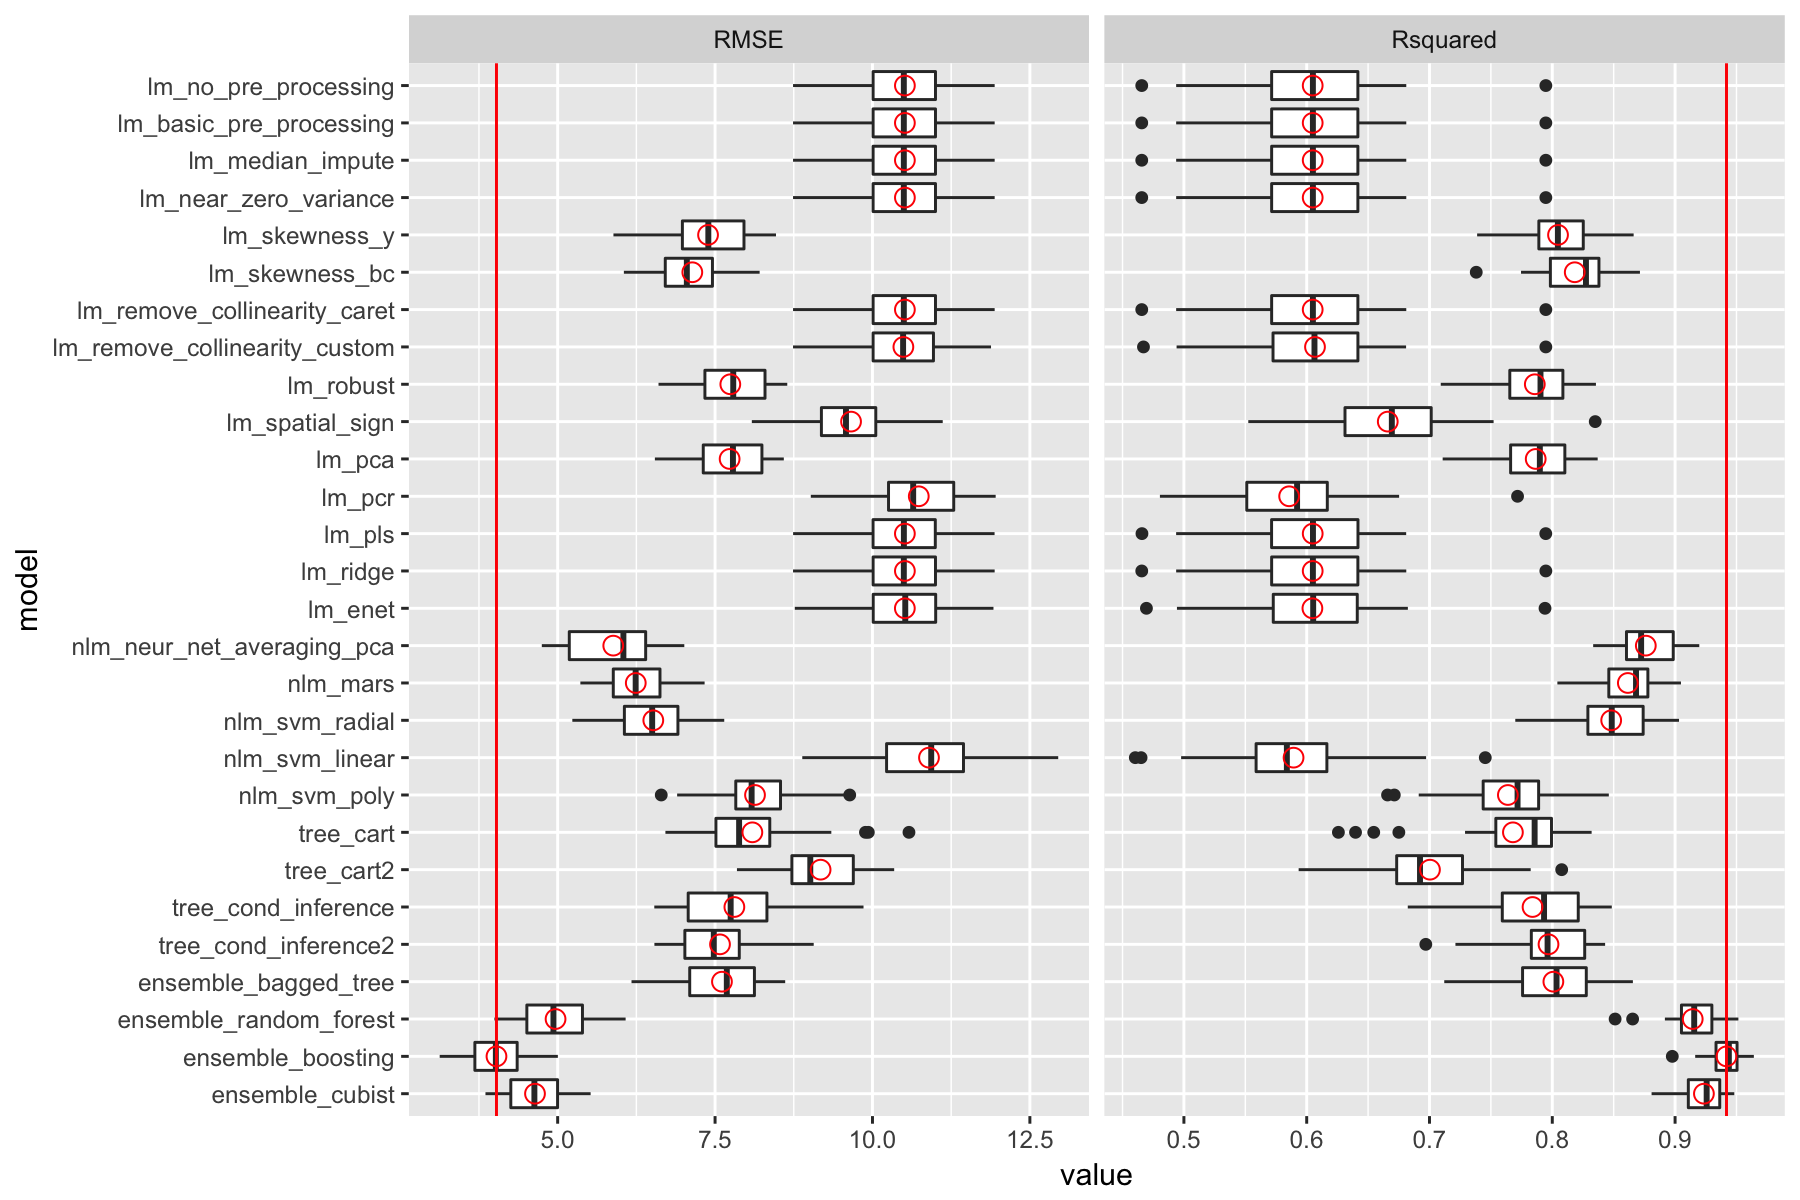 RMSE
Rsquared
lm_no_pre_processing
lm_basic_pre_processing
lm_median_impute
lm_near_zero_variance
lm_skewness_y
lm_skewness_bc
lm_remove_collinearity_caret
lm_remove_collinearity_custom
lm_robust
lm_spatial_sign
lm_pca
lm_pcr
lm_pls
lm_ridge
lm_enet
nlm_neur_net_averaging_pca
nlm_mars
nlm_svm_radial
nlm_svm_linear
nlm_svm_poly
tree_cart
tree_cart2
tree_cond_inference
tree_cond_inference2
ensemble_bagged_tree
ensemble_random_forest
ensemble_boosting
ensemble_cubist
model
5.0 7.5 10.0 12.5
0.5 0.6 0.7 0.8 0.9
value